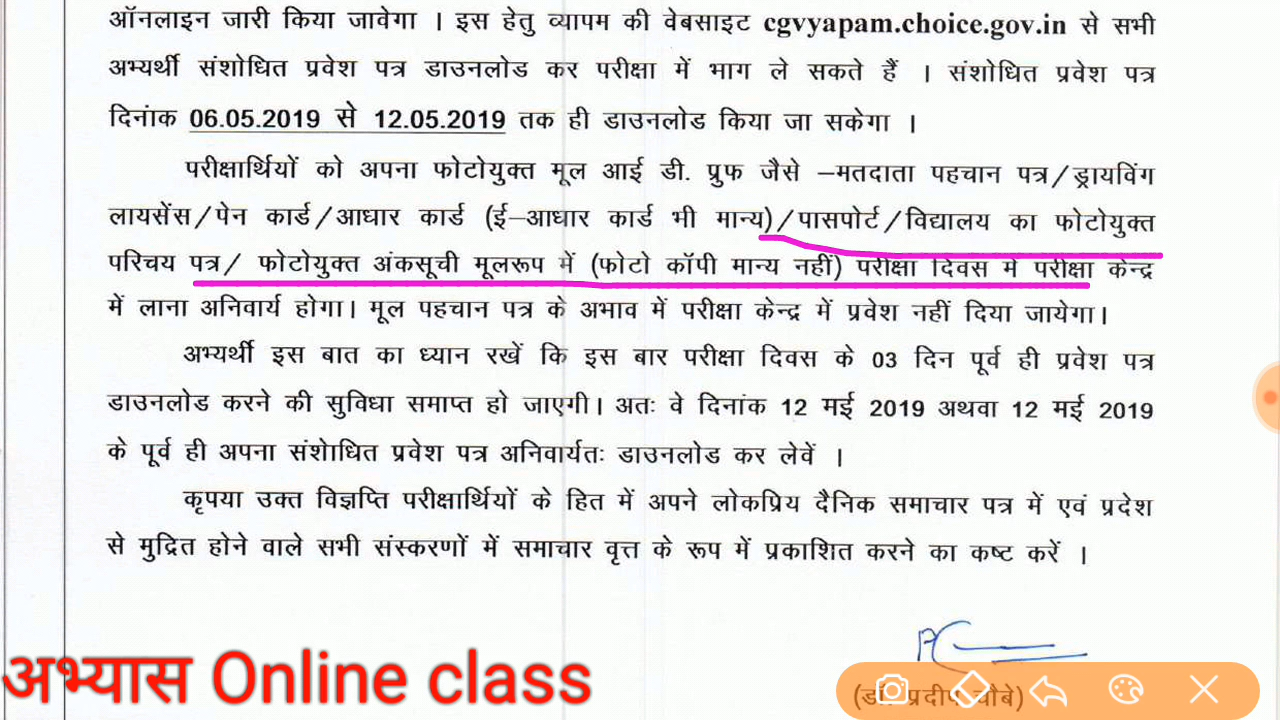 ऑनलाइन जारी किया जावेगा । इस हेतु व्यापम की वेबसाइट cgvyapam.choice.gov.in से सभी
अभ्यर्थी संशोधित प्रवेश पत्र डाउनलोड कर परीक्षा में भाग ले सकते हैं । संशोधित प्रवेश पत्र
दिनांक 06.05.2019 से 12.05.2019 तक ही डाउनलोड किया जा सकेगा ।
परीक्षार्थियों को अपना फोटोयुक्त मूल आई डी. प्रुफ जैसे –मतदाता पहचान पत्र/ड्रायविंग
लायसेंस/पेन कार्ड/आधार कार्ड (ई–आधार कार्ड भी मान्य)/पासपोर्ट/विद्यालय का फोटोयुक्त
परिचय पत्र/ फोटोयुक्त अंकसूची मूलरूप में (फोटो कॉपी मान्य नहीं) परीक्षा दिवस में परीक्षा केन्द्र
में लाना अनिवार्य होगा। मूल पहचान पत्र के अभाव में परीक्षा केन्द्र में प्रवेश नहीं दिया जायेगा।
अभ्यर्थी इस बात का ध्यान रखें कि इस बार परीक्षा दिवस के 03 दिन पूर्व ही प्रवेश पत्र
डाउनलोड करने की सुविधा समाप्त हो जाएगी। अतः वे दिनांक 12 मई 2019 अथवा 12 मई 2019
के पूर्व ही अपना संशोधित प्रवेश पत्र अनिवार्यतः डाउनलोड कर लेवें ।
कृपया उक्त विज्ञप्ति परीक्षार्थियों के हित में अपने लोकप्रिय दैनिक समाचार पत्र में एवं प्रदेश
से मुद्रित होने वाले सभी संस्करणों में समाचार वृत्त के रूप में प्रकाशित करने का कष्ट करें ।
(डॉ. प्रदीप चौबे)
अभ्यास Online class